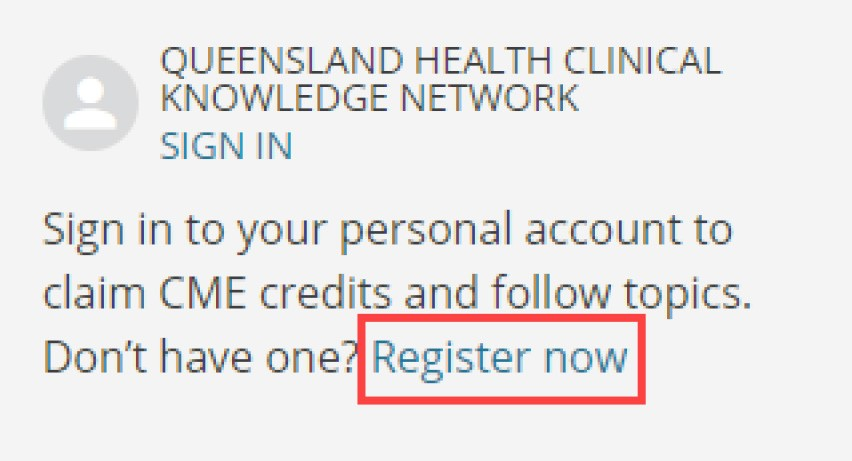 QUEENSLAND HEALTH CLINICAL
KNOWLEDGE NETWORK
SIGN IN
Sign in to your personal account to
claim CME credits and follow topics.
Don't have one? Register now